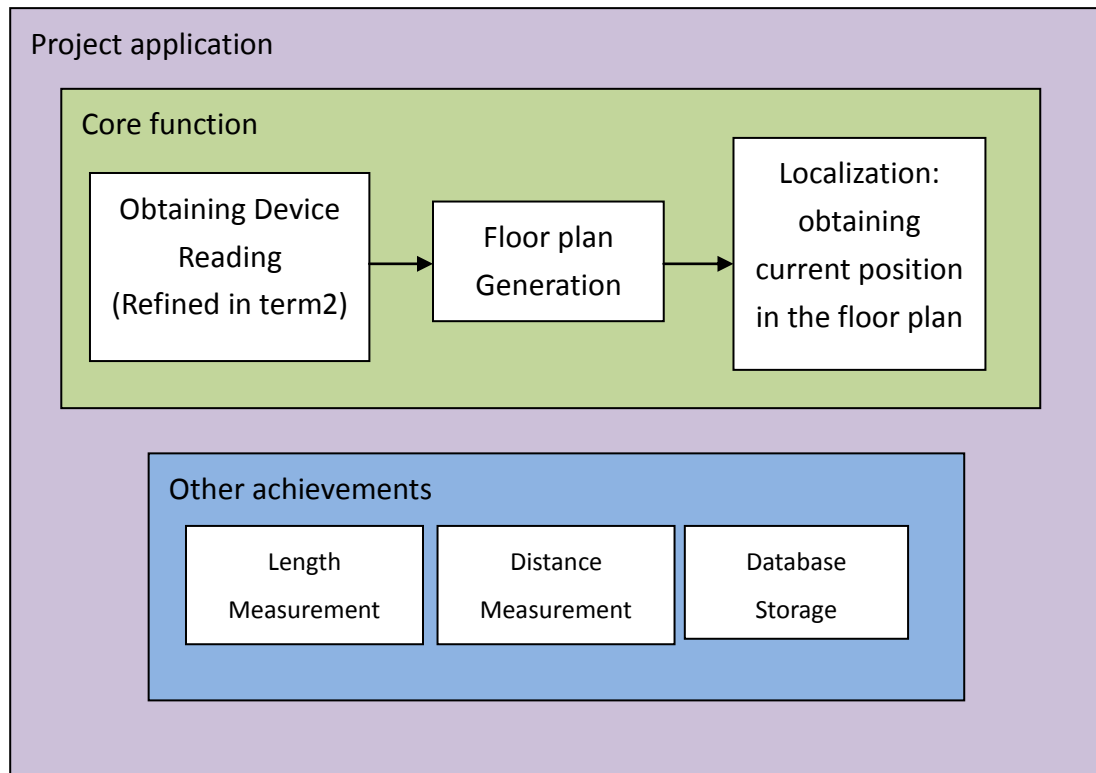 Project application
Core function
Obtaining Device
Reading
(Refined in term2)
Floor plan
Generation
Localization:
obtaining
current position
in the floor plan
Other achievements
Length
Measurement
Distance
Measurement
Database
Storage